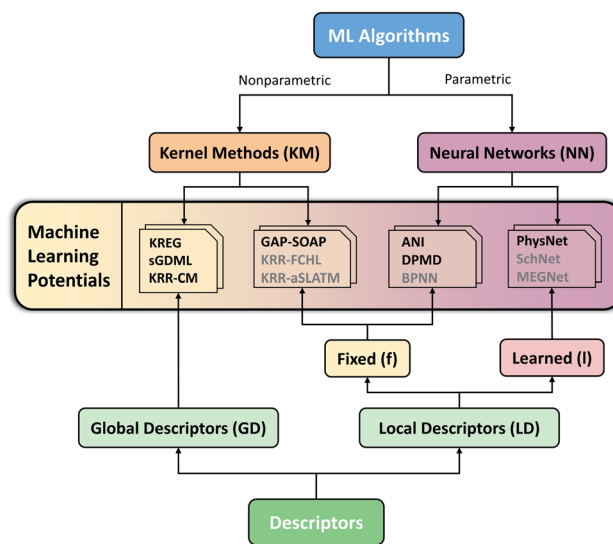 ML Algorithms
Nonparametric
Parametric
Kernel Methods (KM)
Neural Networks (NN)
Machine
Learning
Potentials
KREG
sGDML
KRR-CM
GAP-SOAP
KRR-FCHL
KRR-aSLATM
ANI
DPMD
BPNN
PhysNet
SchNet
MEGNet
Fixed (f)
Learned (l)
Global Descriptors (GD)
Local Descriptors (LD)
Descriptors